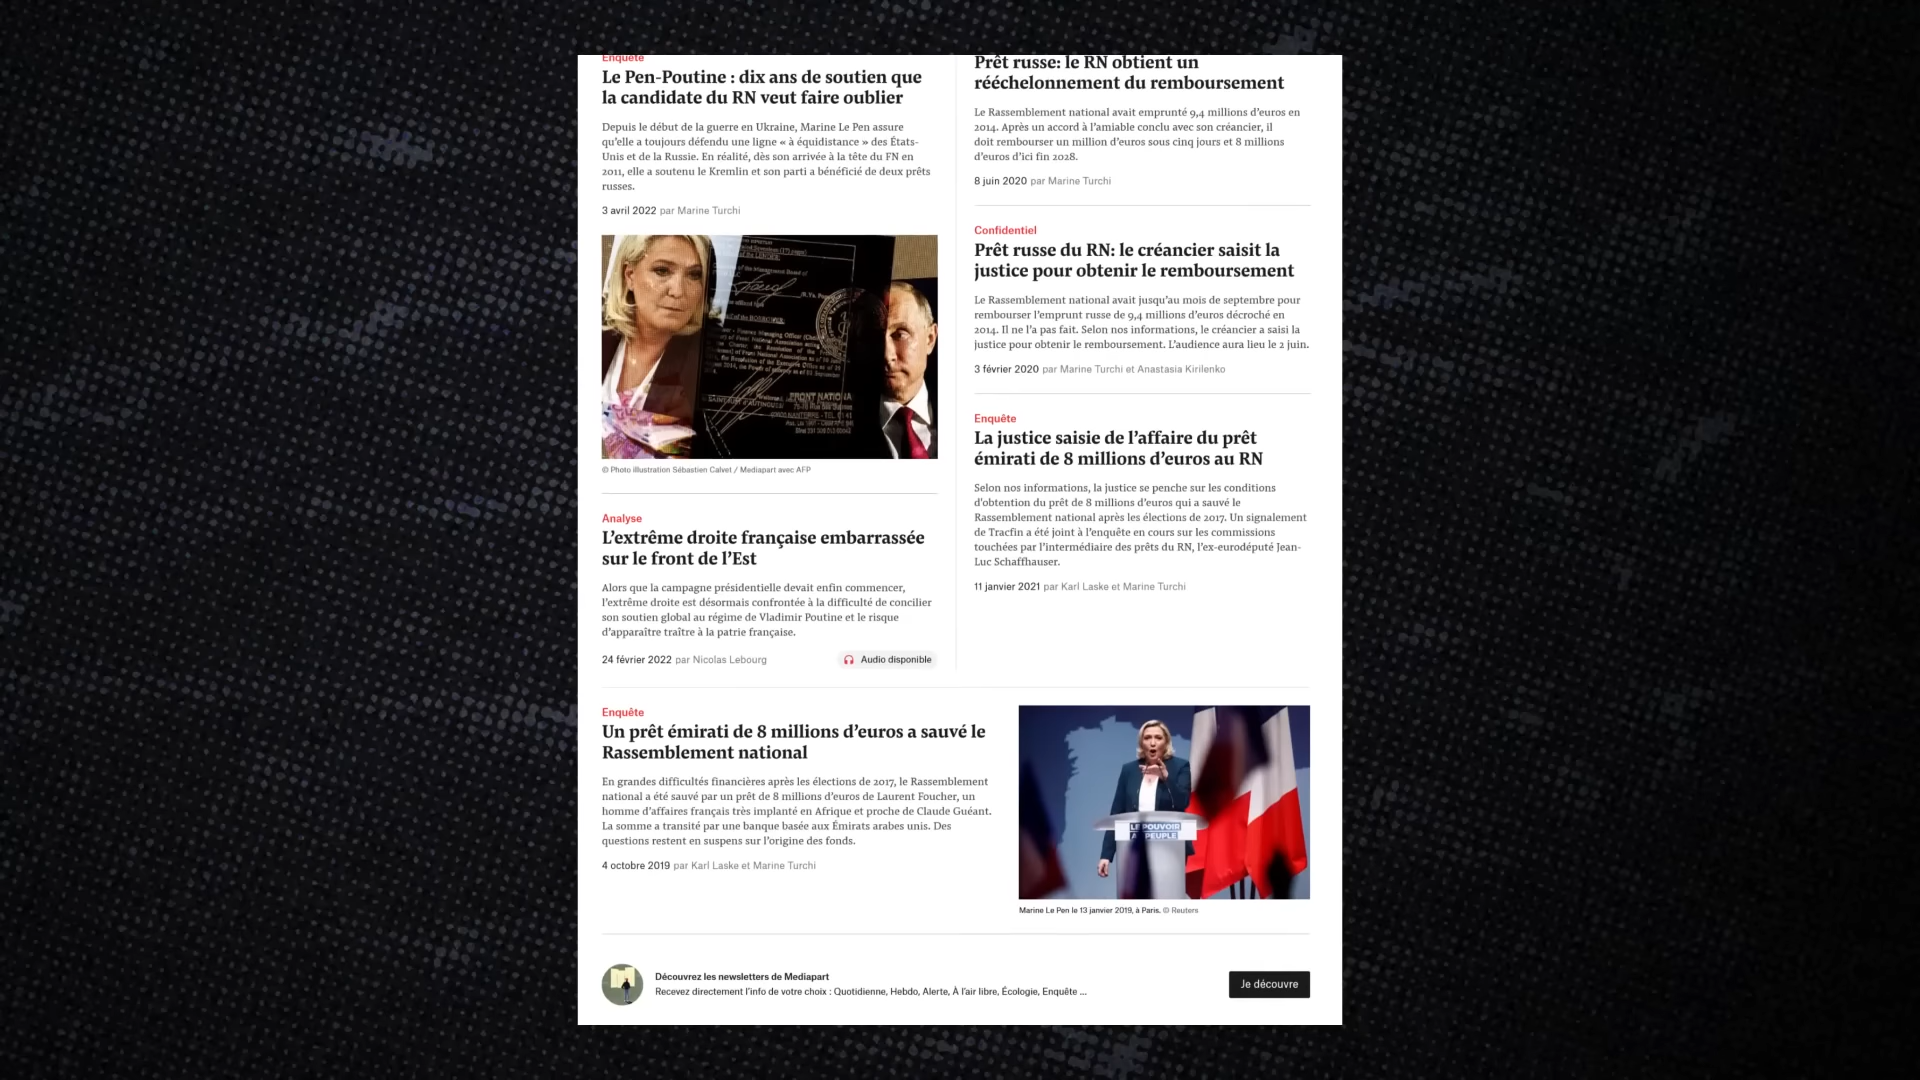 Enquête
Le Pen-Poutine : dix ans de soutien que
la candidate du RN veut faire oublier
Depuis le début de la guerre en Ukraine, Marine Le Pen assure
qu’elle a toujours défendu une ligne « à équidistance » des États-
Unis et de la Russie. En réalité, dès son arrivée à la tête du FN en
2011, elle a soutenu le Kremlin et son parti a bénéficié de deux prêts
russes.
3 avril 2022 par Marine Turchi
FRONT NATIONA
© Photo illustration Sébastien Calvet / Mediapart avec AFP
Analyse
L’extrême droite française embarrassée
sur le front de l’Est
Alors que la campagne présidentielle devait enfin commencer,
l’extrême droite est désormais confrontée à la difficulté de concilier
son soutien global au régime de Vladimir Poutine et le risque
d’apparaître traître à la patrie française.
24 février 2022 par Nicolas Lebourg
Audio disponible
Prêt russe: le RN obtient un
rééchelonnement du remboursement
Le Rassemblement national avait emprunté 9,4 millions d’euros en
2014. Après un accord à l’amiable conclu avec son créancier, il
doit rembourser un million d’euros sous cinq jours et 8 millions
d’euros d’ici fin 2028.
8 juin 2020 par Marine Turchi
Confidentiel
Prêt russe du RN: le créancier saisit la
justice pour obtenir le remboursement
Le Rassemblement national avait jusqu’au mois de septembre pour
rembourser l’emprunt russe de 9,4 millions d’euros décroché en
2014. Il ne l’a pas fait. Selon nos informations, le créancier a saisi la
justice pour obtenir le remboursement. L’audience aura lieu le 2 juin.
3 février 2020 par Marine Turchi et Anastasia Kirilenko
Enquête
La justice saisie de l’affaire du prêt
émirati de 8 millions d’euros au RN
Selon nos informations, la justice se penche sur les conditions
d’obtention du prêt de 8 millions d’euros qui a sauvé le
Rassemblement national après les élections de 2017. Un signalement
de Tracfin a été joint à l’enquête en cours sur les commissions
touchées par l’intermédiaire des prêts du RN, l’ex-eurodéputé Jean-
Luc Schaffhauser.
11 janvier 2021 par Karl Laske et Marine Turchi
Enquête
Un prêt émirati de 8 millions d’euros a sauvé le
Rassemblement national
En grandes difficultés financières après les élections de 2017, le Rassemblement
national a été sauvé par un prêt de 8 millions d’euros de Laurent Foucher, un
homme d’affaires français très implanté en Afrique et proche de Claude Guéant.
La somme a transité par une banque basée aux Émirats arabes unis. Des
questions restent en suspens sur l’origine des fonds.
4 octobre 2019 par Karl Laske et Marine Turchi
LE POUVOIR
AU PEUPLE
Marine Le Pen le 13 janvier 2019, à Paris. © Reuters
Découvrez les newsletters de Mediapart
Recevez directement l’info de votre choix : Quotidienne, Hebdo, Alerte, À l’air libre, Écologie, Enquête ...
Je découvre